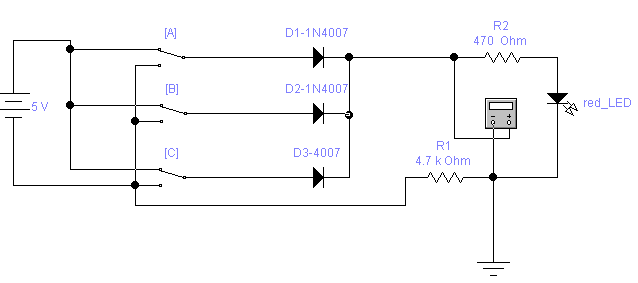 [A]
D1-1N4007
R2
470 Ohm
[B]
D2-1N4007
5 V
red_LED
[C]
D3-4007
R1
4.7 k Ohm